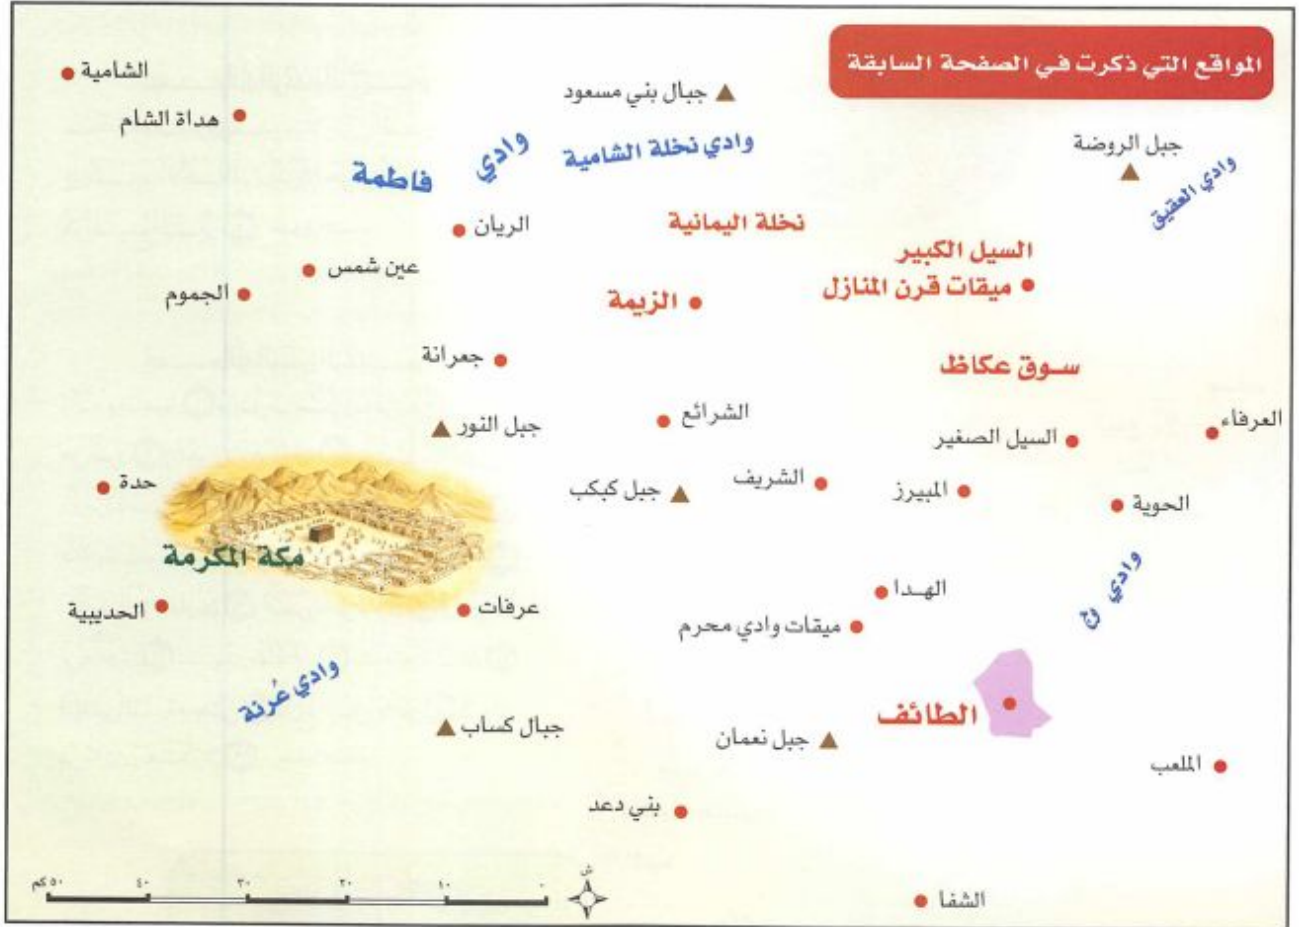 المواقع التي ذكرت في الصفحة السابقة
الشامية
جبال بني مسعود
هداة الشام
وادي نخلة الشامية
جبل الروضة
وادي فاطمة
وادي العقيق
نخلة اليمانية
الريان
السيل الكبير
ميقات قرن المنازل
عين شمس
الجموم
الزيمة
جعرانة
سوق عكاظ
الشرائع
العرفاء
جبل النور
السيل الصغير
حدة
جبل كبكب
الشريف
المبيرز
الحوية
مكة المكرمة
وادي وج
الهدا
الحديبية
عرفات
ميقات وادي محرم
وادي عُرنة
الطائف
جبال كساب
جبل نعمان
الملعب
بني دعد
ش
٠ ١٠ ٢٠ ٣٠ ٤٠ ٥٠ كم
الشفا